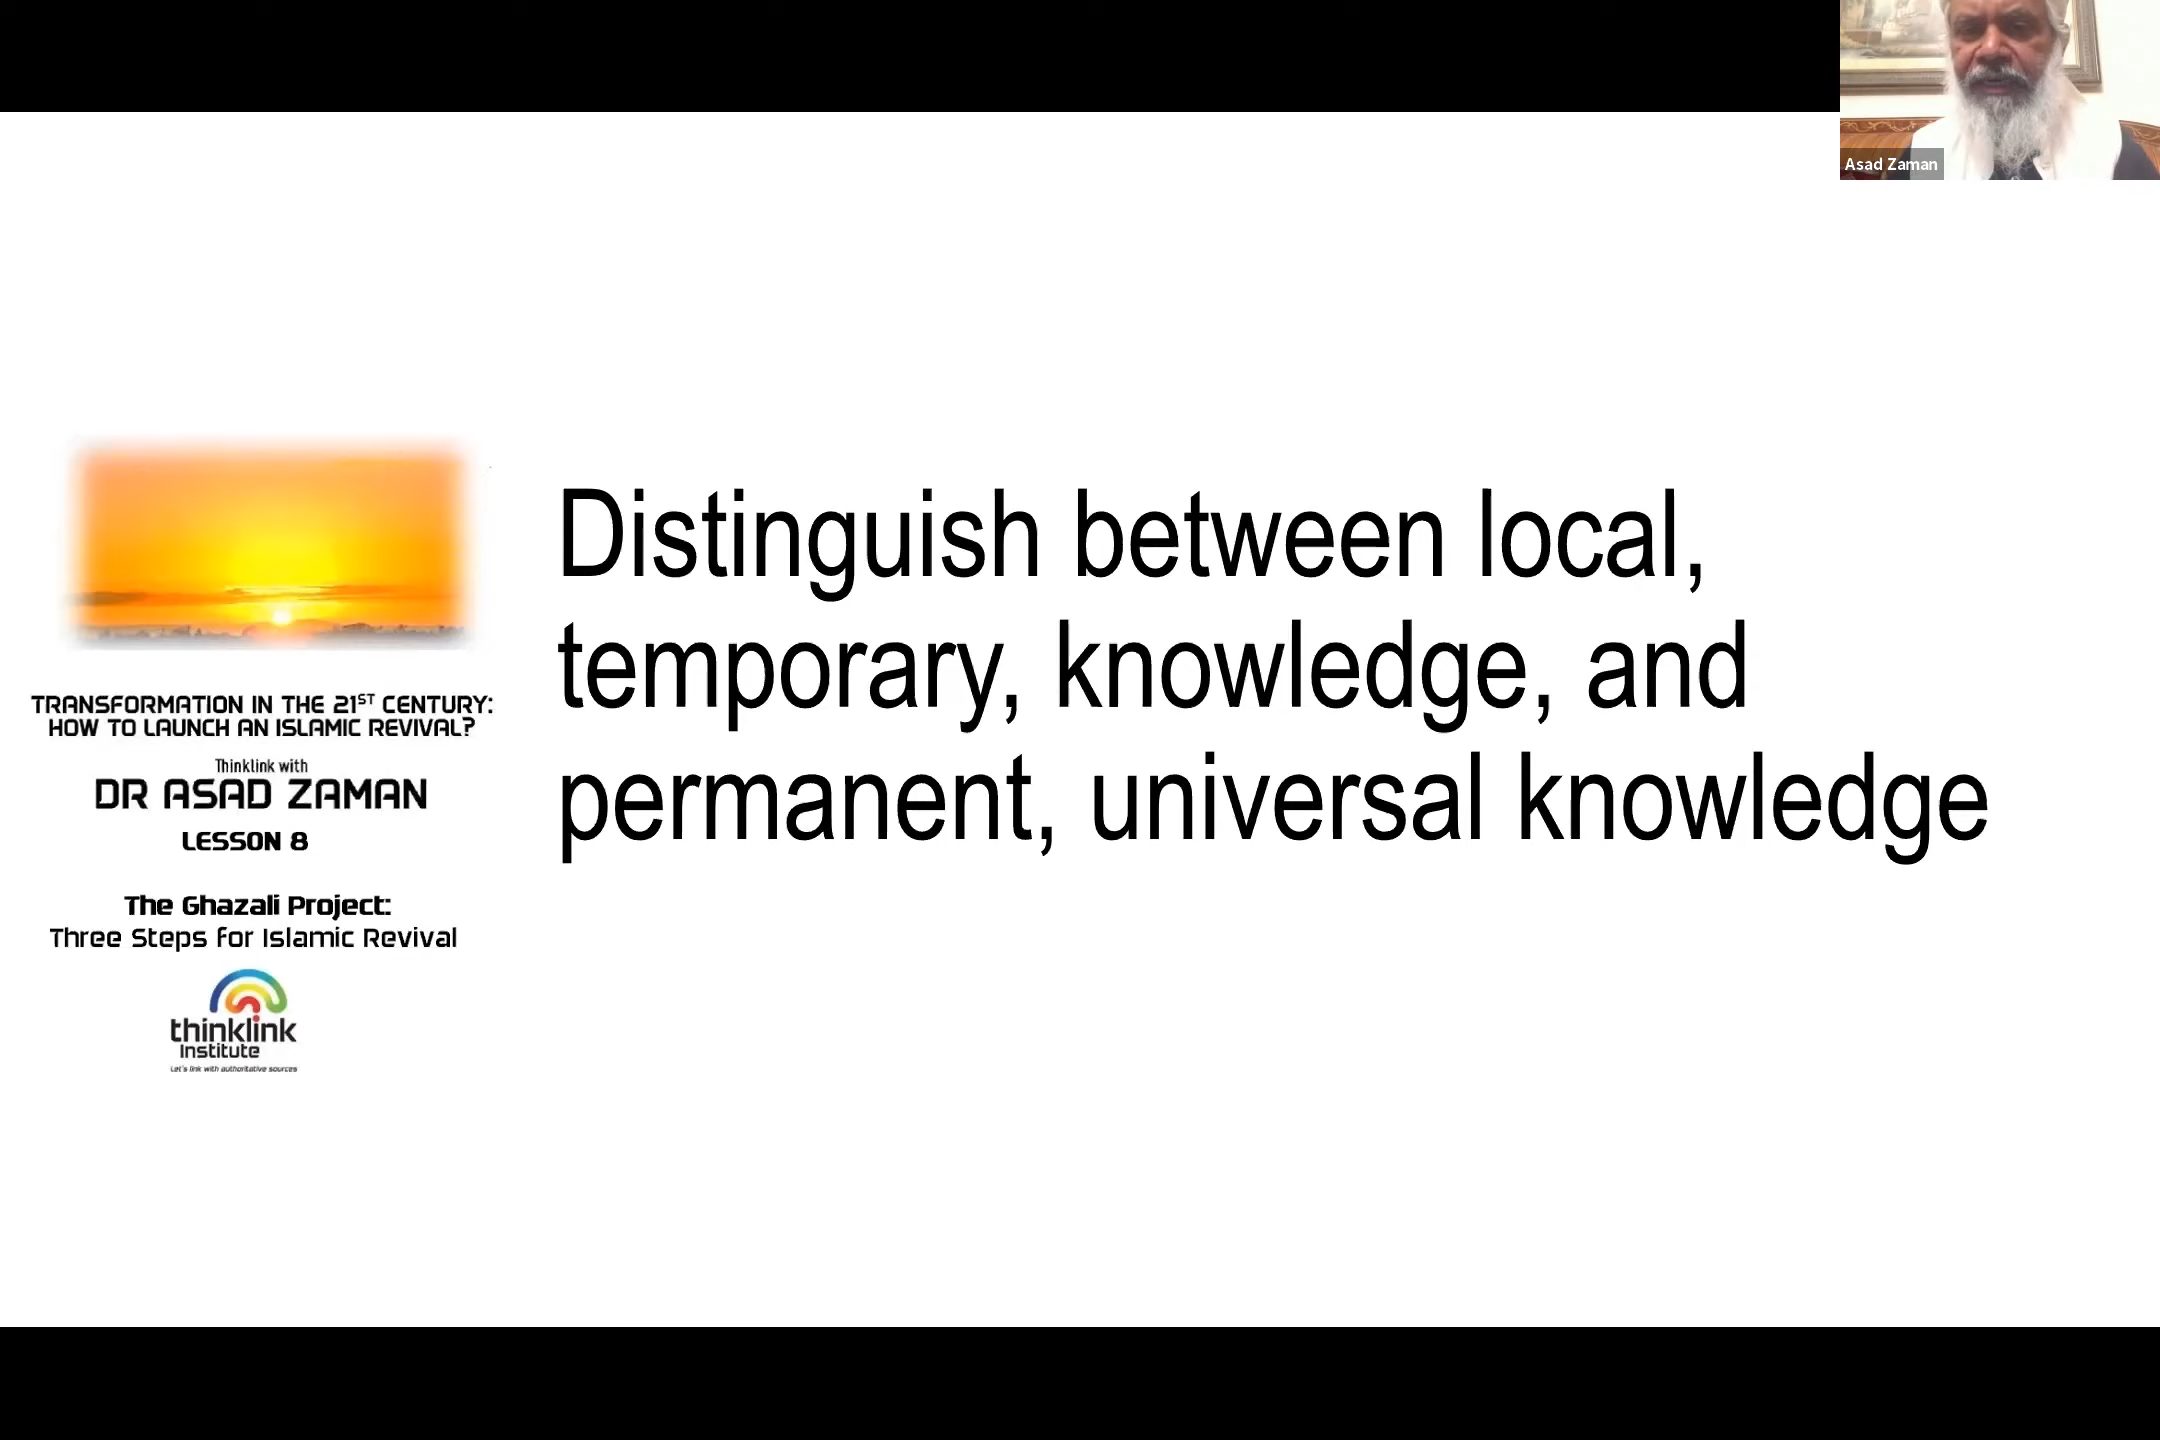 Asad Zaman
Distinguish between local,
temporary, knowledge, and
permanent, universal knowledge
TRANSFORMATION IN THE 21ST CENTURY:
HOW TO LAUNCH AN ISLAMIC REVIVAL?
Thinklink with
DR ASAD ZAMAN
LESSON 8
The Ghazali Project:
Three Steps for Islamic Revival
thinklink
Institute
Let's link with authoritative sources